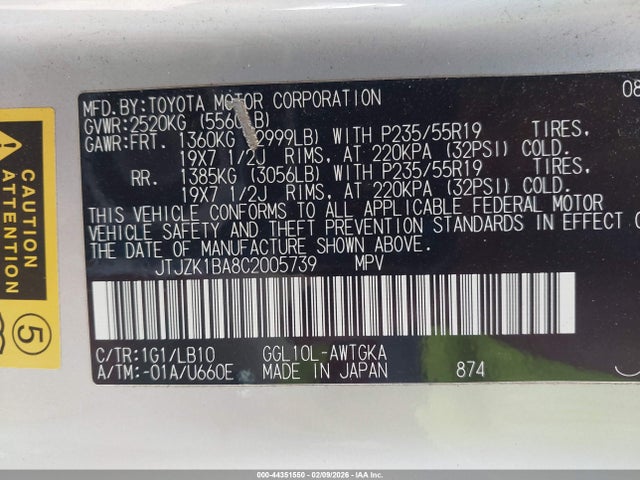 MFD.BY:TOYOTA MOTOR CORPORATION 08
GVWR:2520KG (5560LB)
GAWR:FRT. 1360KG (2999LB) WITH P235/55R19 TIRES,
19X7 1/2J RIMS, AT 220KPA (32PSI) COLD.
RR. 1385KG (3056LB) WITH P235/55R19 TIRES,
19X7 1/2J RIMS, AT 220KPA (32PSI) COLD.
THIS VEHICLE CONFORMS TO ALL APPLICABLE FEDERAL MOTOR
VEHICLE SAFETY AND THEFT PREVENTION STANDARDS IN EFFECT
THE DATE OF MANUFACTURE SHOWN ABOVE.
JTJZK1BA8C2005739 MPV
C/TR:1G1/LB10 GGL10L-AWTGKA
A/TM:-01A/U660E MADE IN JAPAN 874
CAUTION
ATTENTION
5
000-44351550 - 02/09/2026 - IAAI.COM